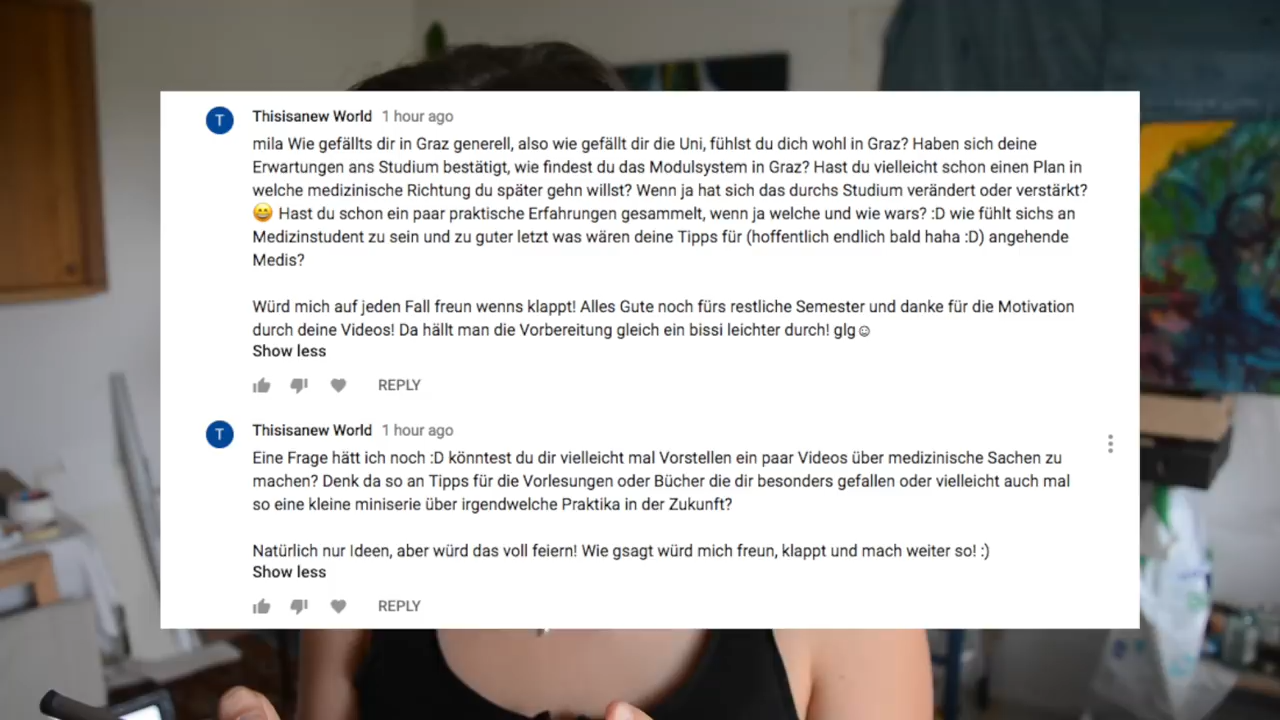 Thisisanew World 1 hour ago
mila Wie gefällts dir in Graz generell, also wie gefällt dir die Uni, fühlst du dich wohl in Graz? Haben sich deine
Erwartungen ans Studium bestätigt, wie findest du das Modulsystem in Graz? Hast du vielleicht schon einen Plan in
welche medizinische Richtung du später gehn willst? Wenn ja hat sich das durchs Studium verändert oder verstärkt?
😀 Hast du schon ein paar praktische Erfahrungen gesammelt, wenn ja welche und wie wars? :D wie fühlt sichs an
Medizinstudent zu sein und zu guter letzt was wären deine Tipps für (hoffentlich endlich bald haha :D) angehende
Medis?
Würd mich auf jeden Fall freun wenns klappt! Alles Gute noch fürs restliche Semester und danke für die Motivation
durch deine Videos! Da hällt man die Vorbereitung gleich ein bissi leichter durch! glg☺
Show less
REPLY
T
Thisisanew World 1 hour ago
Eine Frage hätt ich noch :D könntest du dir vielleicht mal Vorstellen ein paar Videos über medizinische Sachen zu
machen? Denk da so an Tipps für die Vorlesungen oder Bücher die dir besonders gefallen oder vielleicht auch mal
so eine kleine miniserie über irgendwelche Praktika in der Zukunft?
Natürlich nur Ideen, aber würd das voll feiern! Wie gsagt würd mich freun, klappt und mach weiter so! :)
Show less
REPLY
T